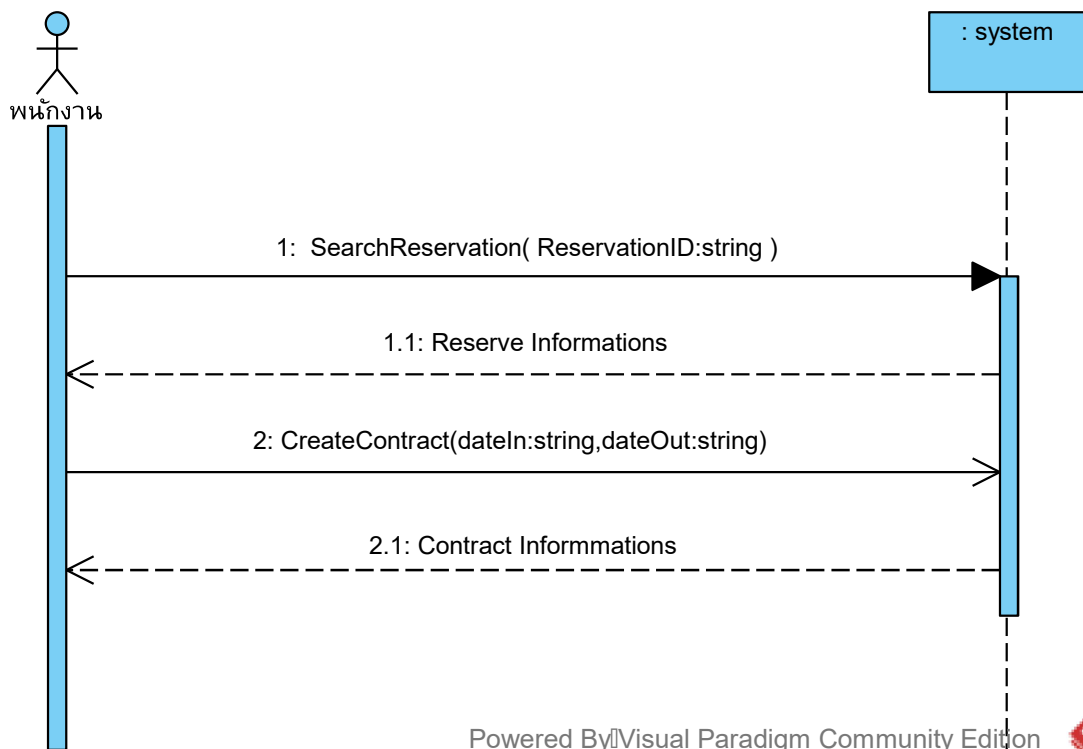 : system
พนักงาน
1:  SearchReservation( ReservationID:string )
1.1: Reserve Informations
2: CreateContract(dateIn:string,dateOut:string)
2.1: Contract Informmations
Powered By Visual Paradigm Community Edition